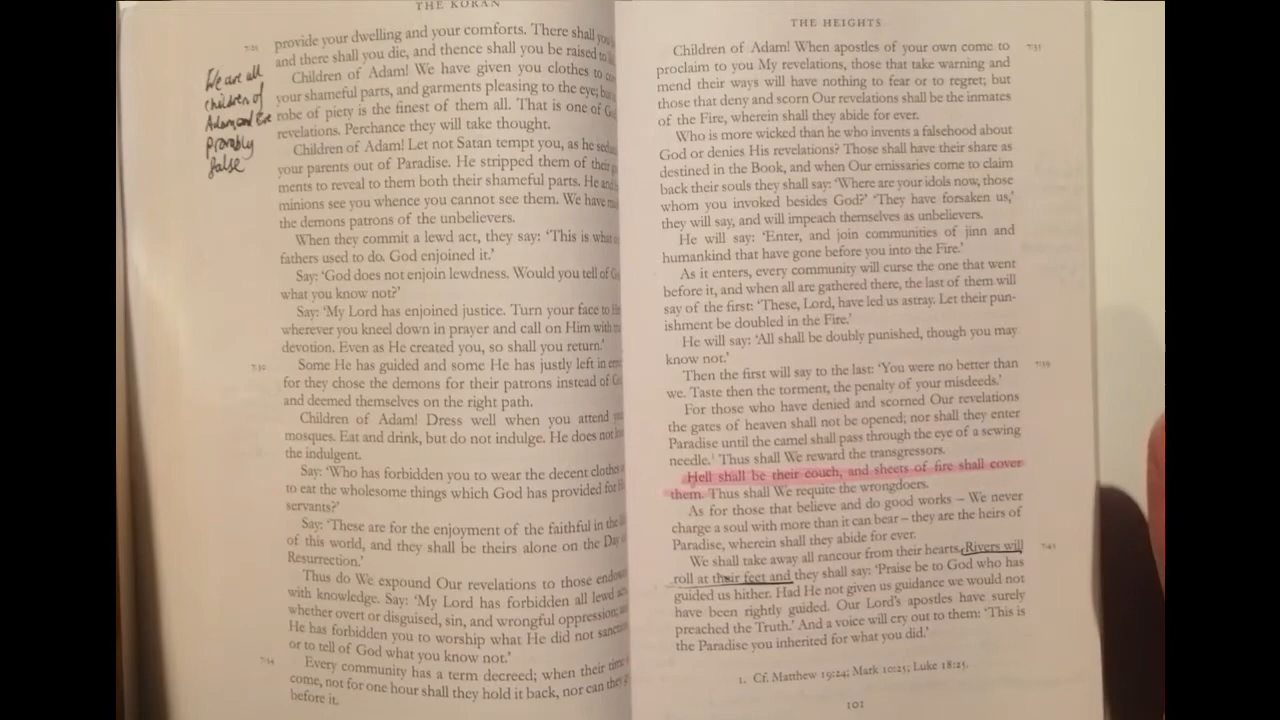 THE KORAN
7:25
provide your dwelling and your comforts. There shall you
and there shall you die, and thence shall you be raised to
Children of Adam! We have given you clothes to
your shameful parts, and garments pleasing to the eye;
robe of piety is the finest of them all. That is one of
revelations. Perchance they will take thought.
Children of Adam! Let not Satan tempt you, as he
your parents out of Paradise. He stripped them of their
ments to reveal to them both their shameful parts. He and
minions see you whence you cannot see them. We have
the demons patrons of the unbelievers.
When they commit a lewd act, they say: 'This is what
fathers used to do. God enjoined it.'
Say: 'God does not enjoin lewdness. Would you tell of
what you know not?'
Say: 'My Lord has enjoined justice. Turn your face to
wherever you kneel down in prayer and call on Him with
devotion. Even as He created you, so shall you return.'
7:30
Some He has guided and some He has justly left in
for they chose the demons for their patrons instead of
and deemed themselves on the right path.
Children of Adam! Dress well when you attend
mosques. Eat and drink, but do not indulge. He does not
the indulgent.
Say: 'Who has forbidden you to wear the decent clothes
to eat the wholesome things which God has provided for
servants?'
Say: 'These are for the enjoyment of the faithful in the
of this world, and they shall be theirs alone on the Day
Resurrection.'
Thus do We expound Our revelations to those
with knowledge. Say: 'My Lord has forbidden all lewd
whether overt or disguised, sin, and wrongful oppression;
He has forbidden you to worship what He did not
or to tell of God what you know not.'
7:34
Every community has a term decreed; when their time
come, not for one hour shall they hold it back, nor can they
before it.
We are all
children of
Adam and Eve
provably
false
THE HEIGHTS
Children of Adam! When apostles of your own come to 7:35
proclaim to you My revelations, those that take warning and
mend their ways will have nothing to fear or to regret; but
those that deny and scorn Our revelations shall be the inmates
of the Fire, wherein shall they abide for ever.
Who is more wicked than he who invents a falsehood about
God or denies His revelations? Those shall have their share as
destined in the Book, and when Our emissaries come to claim
back their souls they shall say: 'Where are your idols now, those
whom you invoked besides God?' 'They have forsaken us,'
they will say, and will impeach themselves as unbelievers.
He will say: 'Enter, and join communities of jinn and
humankind that have gone before you into the Fire.'
As it enters, every community will curse the one that went
before it, and when all are gathered there, the last of them will
say of the first: 'These, Lord, have led us astray. Let their pun-
ishment be doubled in the Fire.'
He will say: 'All shall be doubly punished, though you may
know not.'
Then the first will say to the last: 'You were no better than 7:39
we. Taste then the torment, the penalty of your misdeeds.'
For those who have denied and scorned Our revelations
the gates of heaven shall not be opened; nor shall they enter
Paradise until the camel shall pass through the eye of a sewing
needle.¹ Thus shall We reward the transgressors.
Hell shall be their couch, and sheets of fire shall cover
them. Thus shall We requite the wrongdoers.
As for those that believe and do good works – We never
charge a soul with more than it can bear – they are the heirs of
Paradise, wherein shall they abide for ever.
We shall take away all rancour from their hearts. Rivers will 7:43
roll at their feet and they shall say: 'Praise be to God who has
guided us hither. Had He not given us guidance we would not
have been rightly guided. Our Lord's apostles have surely
preached the Truth.' And a voice will cry out to them: 'This is
the Paradise you inherited for what you did.'
1. Cf. Matthew 19:24; Mark 10:25; Luke 18:25.
101